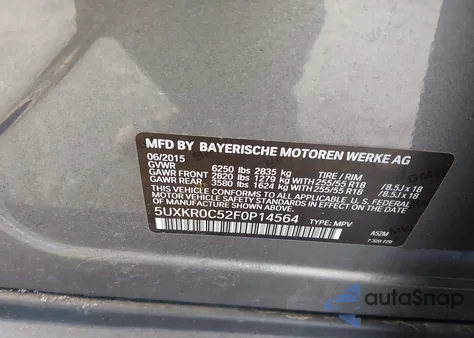 MFD BY BAYERISCHE MOTOREN WERKE AG
06/2015
GVWR 6250 lbs 2835 kg TIRE / RIM
GAWR FRONT 2820 lbs 1279 kg WITH 255/55 R18 / 8.5J x 18
GAWR REAR 3580 lbs 1624 kg WITH 255/55 R18 / 8.5J x 18
THIS VEHICLE CONFORMS TO ALL APPLICABLE U. S. FEDERAL
MOTOR VEHICLE SAFETY STANDARDS IN EFFECT ON THE DATE OF
MANUFACTURE SHOWN ABOVE.
5UXKR0C52F0P14564 TYPE: MPV
A52M
7 320 729
autoSnap